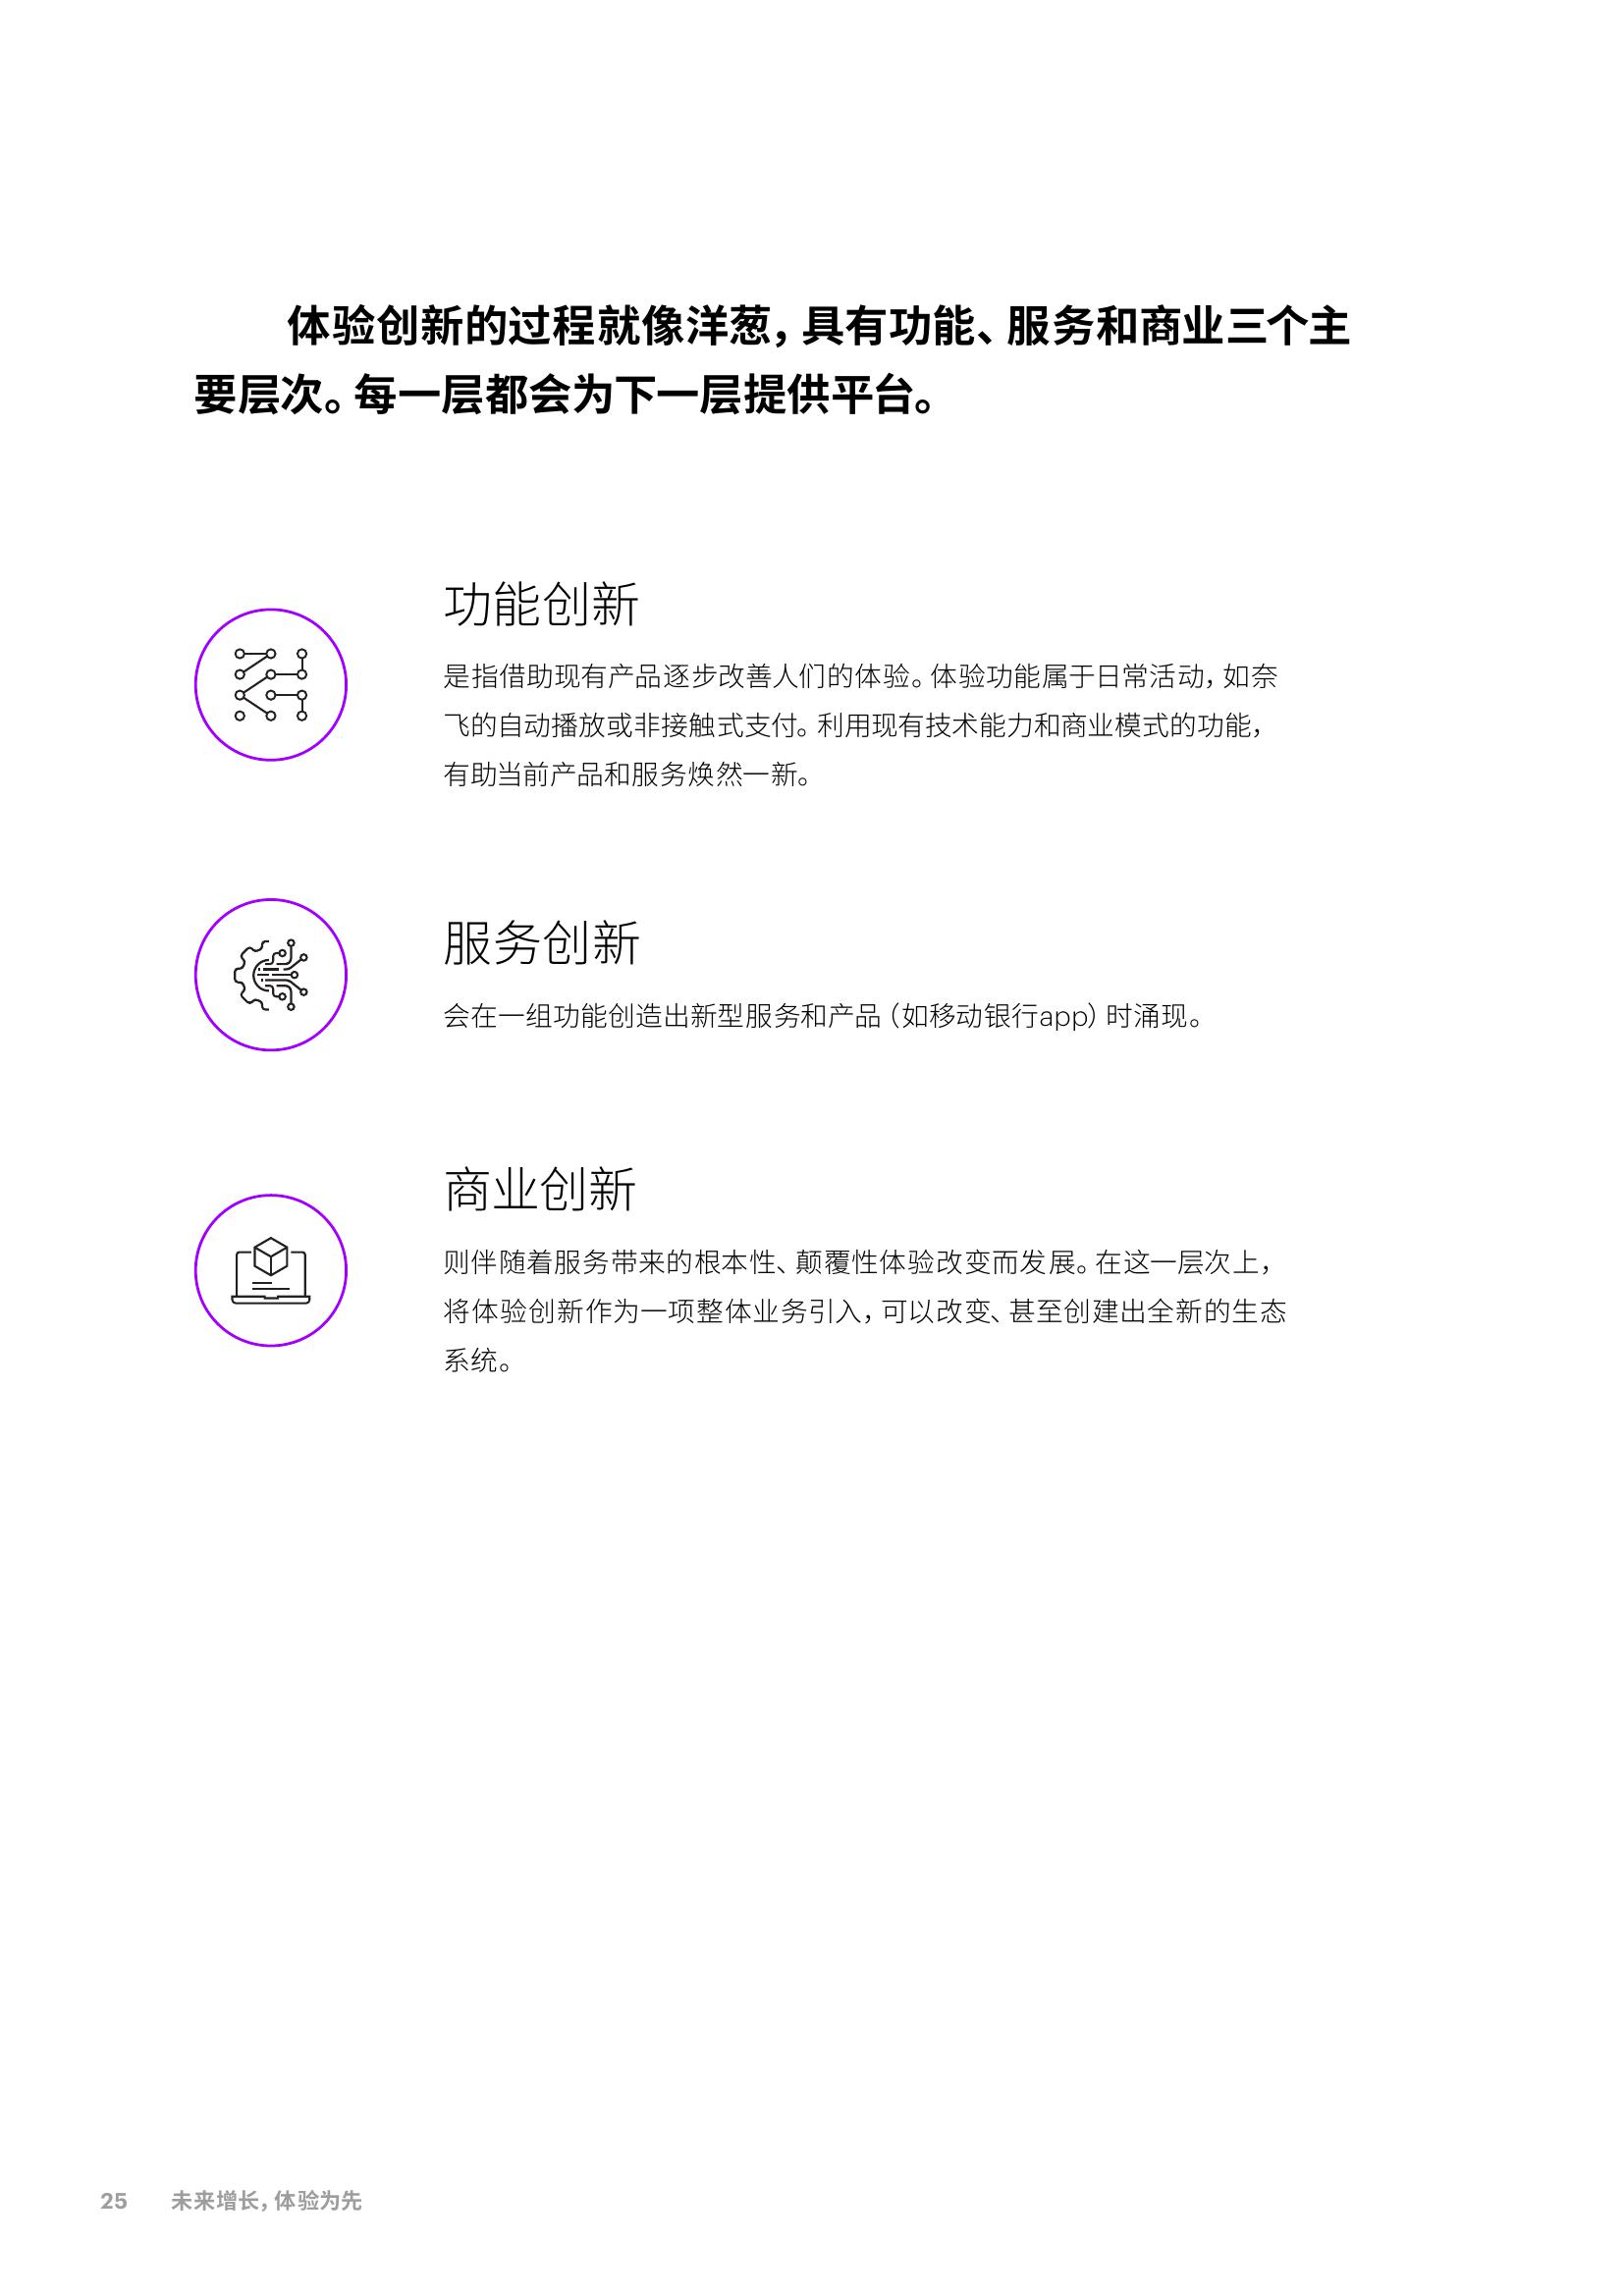 体验创新的过程就像洋葱，具有功能、服务和商业三个主
要层次。每一层都会为下一层提供平台。
功能创新
是指借助现有产品逐步改善人们的体验。体验功能属于日常活动，如奈
飞的自动播放或非接触式支付。利用现有技术能力和商业模式的功能，
有助当前产品和服务焕然一新。
服务创新
会在一组功能创造出新型服务和产品（如移动银行app）时涌现。
商业创新
则伴随着服务带来的根本性、颠覆性体验改变而发展。在这一层次上，
将体验创新作为一项整体业务引入，可以改变、甚至创建出全新的生态
系统。
25 未来增长，体验为先